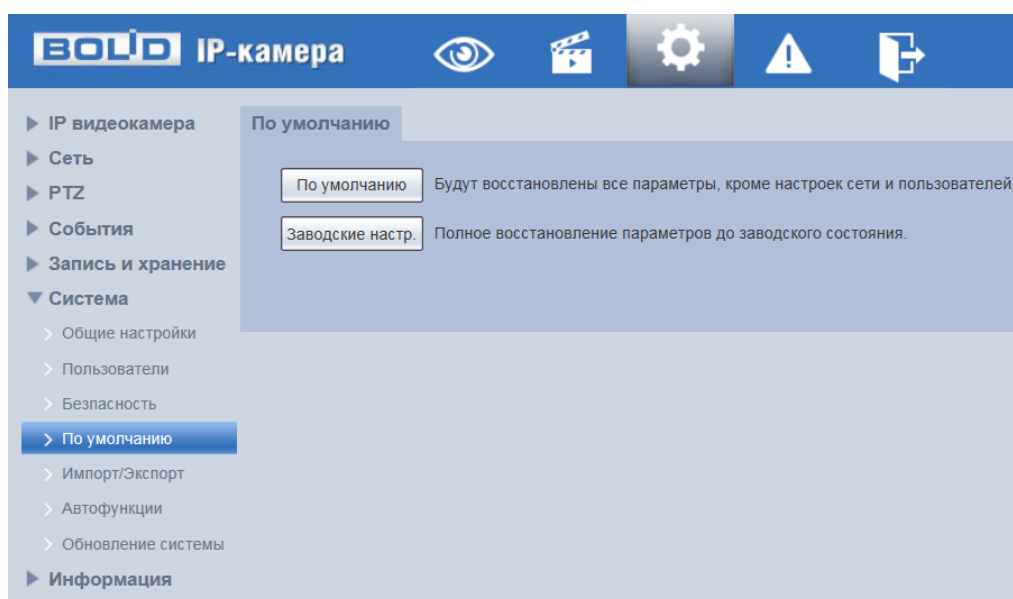 BOLID IP-камера
IP видеокамера
Сеть
PTZ
События
Запись и хранение
Система
Общие настройки
Пользователи
Безпасность
По умолчанию
Импорт/Экспорт
Автофункции
Обновление системы
Информация
По умолчанию
По умолчанию Будут восстановлены все параметры, кроме настроек сети и пользователей
Заводские настр. Полное восстановление параметров до заводского состояния.